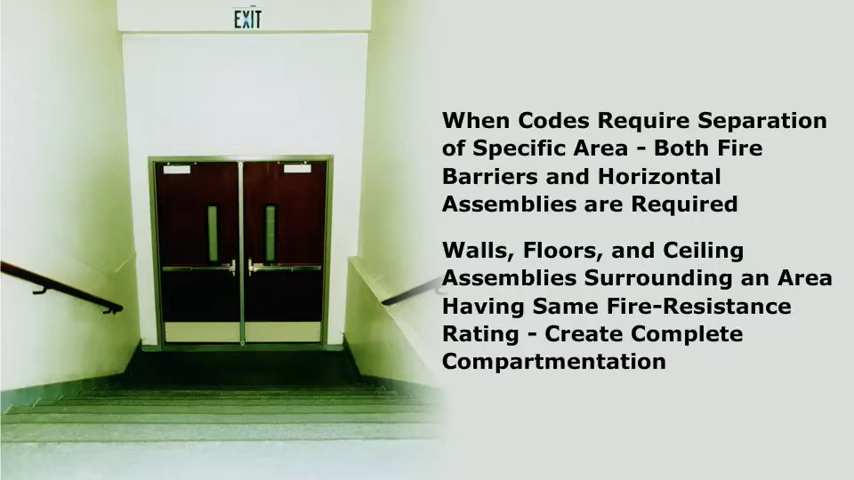 EXIT
When Codes Require Separation
of Specific Area - Both Fire
Barriers and Horizontal
Assemblies are Required
Walls, Floors, and Ceiling
Assemblies Surrounding an Area
Having Same Fire-Resistance
Rating - Create Complete
Compartmentation